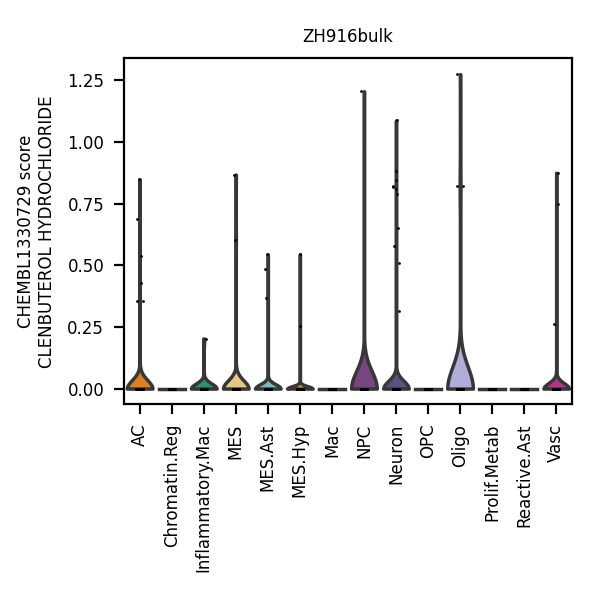 ZH916bulk
CHEMBL1330729 score
CLENBUTEROL HYDROCHLORIDE
1.25
1.00
0.75
0.50
0.25
0.00
AC
Chromatin.Reg
Inflammatory.Mac
MES
MES.Ast
MES.Hyp
Mac
NPC
Neuron
OPC
Oligo
Prolif.Metab
Reactive.Ast
Vasc